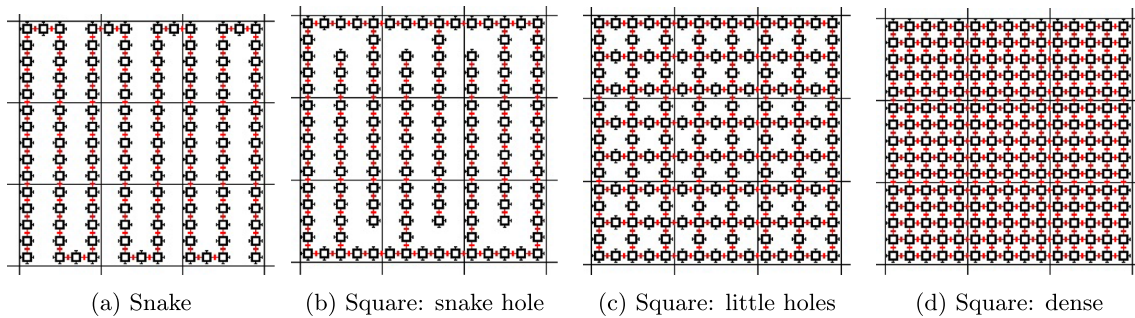 (a) Snake
(b) Square: snake hole
(c) Square: little holes
(d) Square: dense